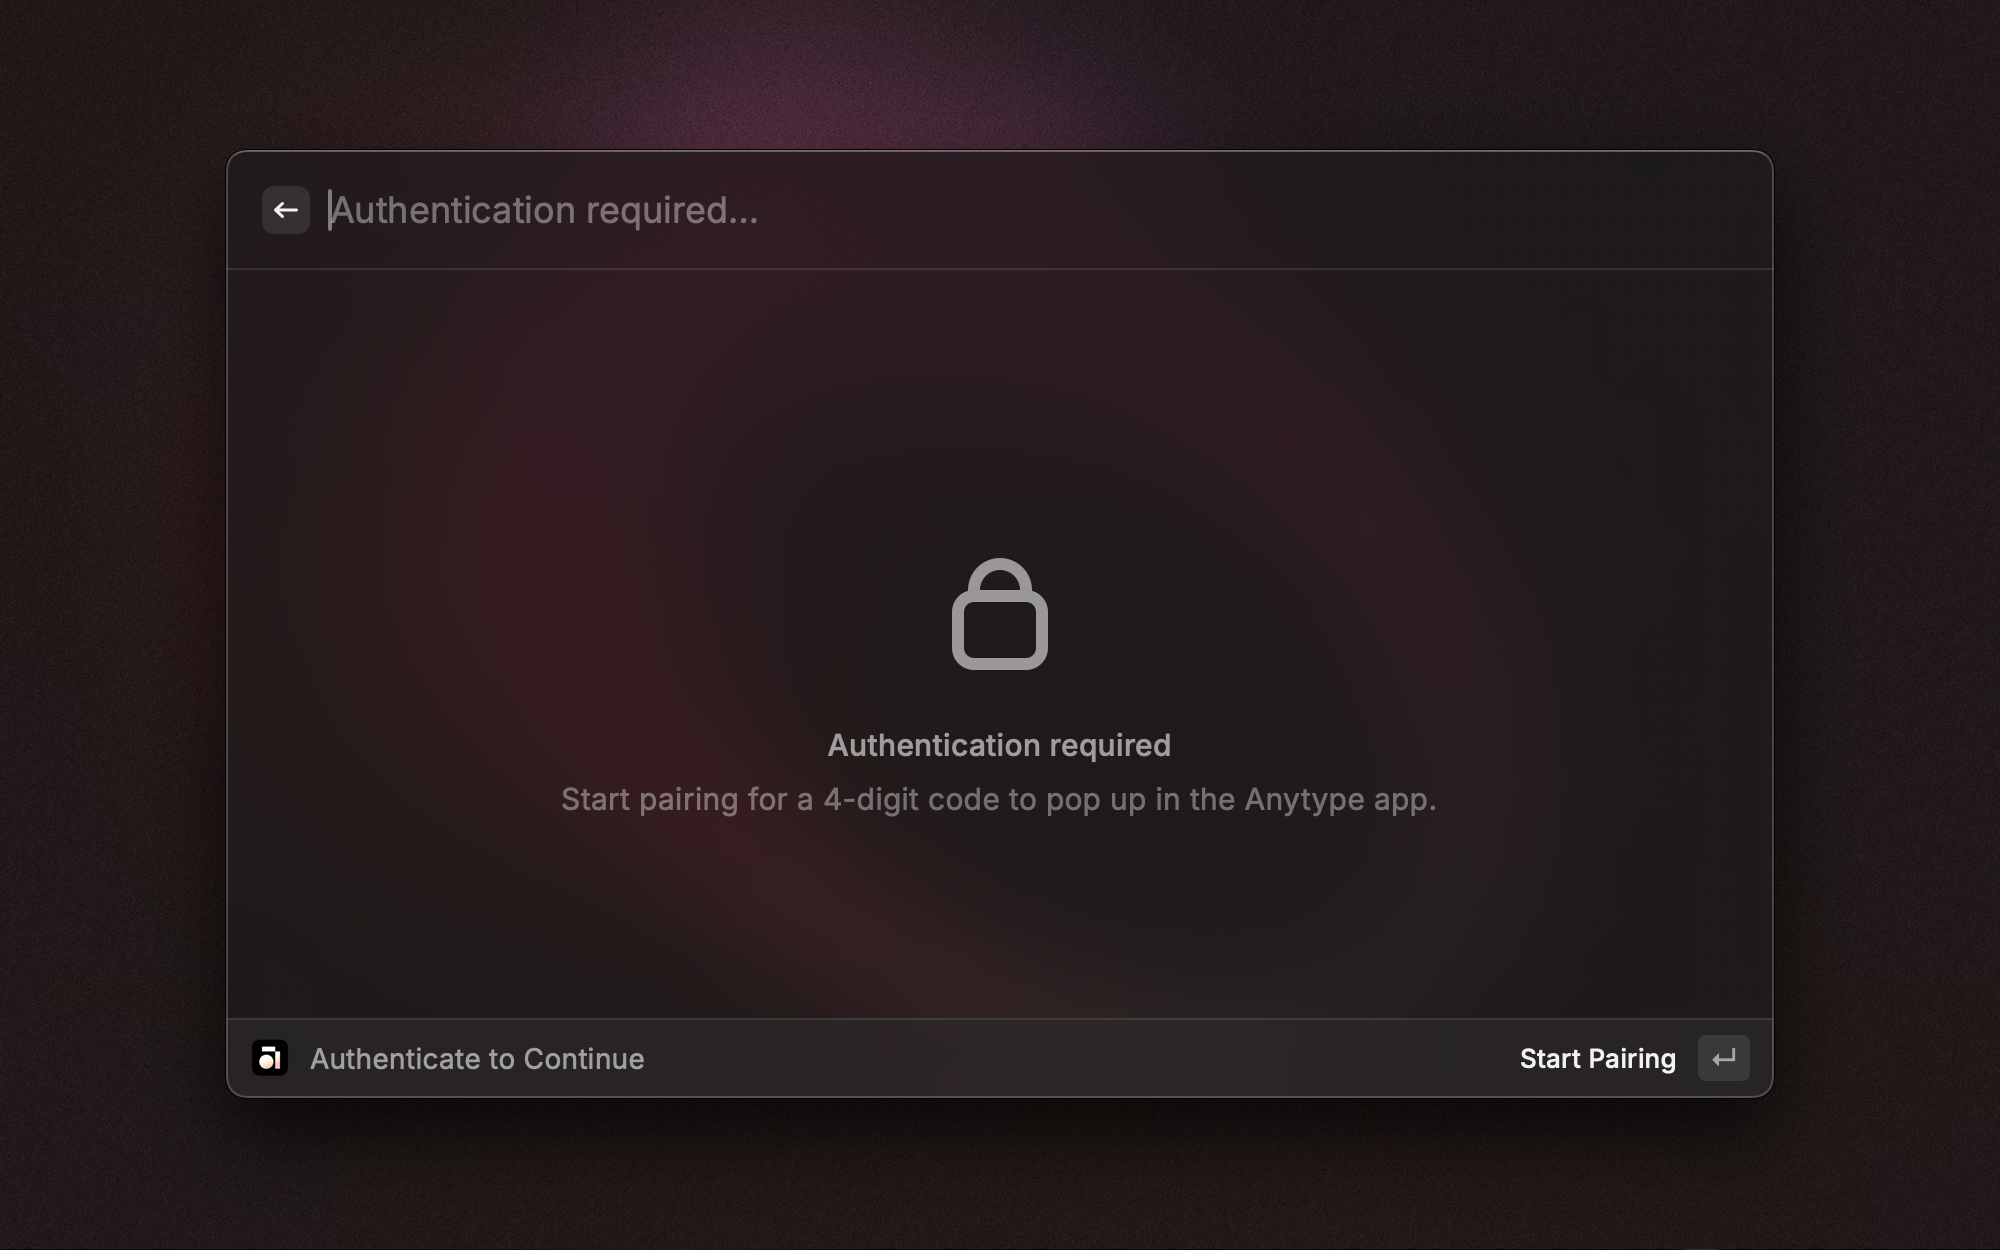 Authentication required...
Authentication required
Start pairing for a 4-digit code to pop up in the Anytype app.
Authenticate to Continue
Start Pairing